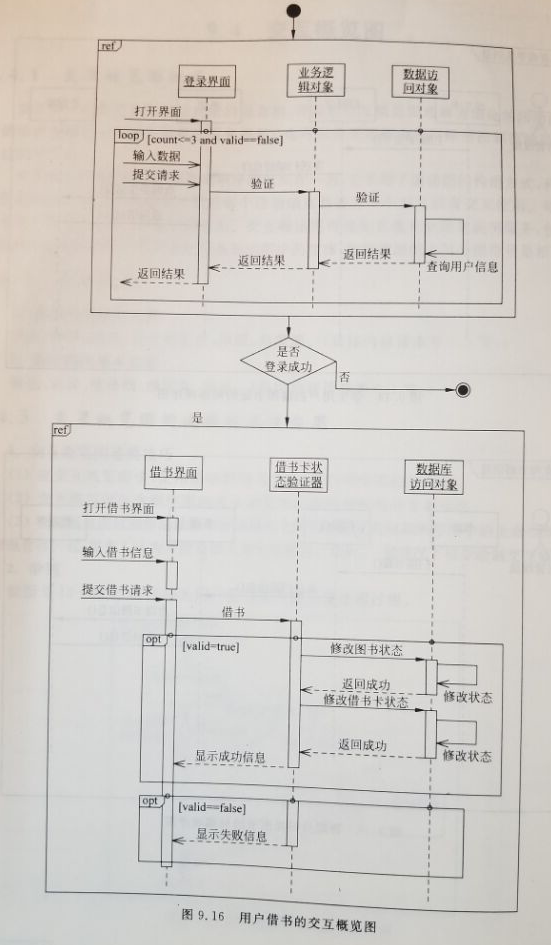 ref
登录界面
业务逻
辑对象
数据访
问对象
打开界面
loop
[count<=3 and valid==false]
输入数据
提交请求
验证
验证
查询用户信息
返回结果
返回结果
返回结果
是否
登录成功
否
是
ref
借书界面
借书卡状
态验证器
数据库
访问对象
打开借书界面
输入借书信息
提交借书请求
借书
opt
[valid=true]
修改图书状态
修改状态
返回成功
修改借书卡状态
修改状态
返回成功
显示成功信息
opt
[valid==false]
显示失败信息
图 9.16 用户借书的交互概览图